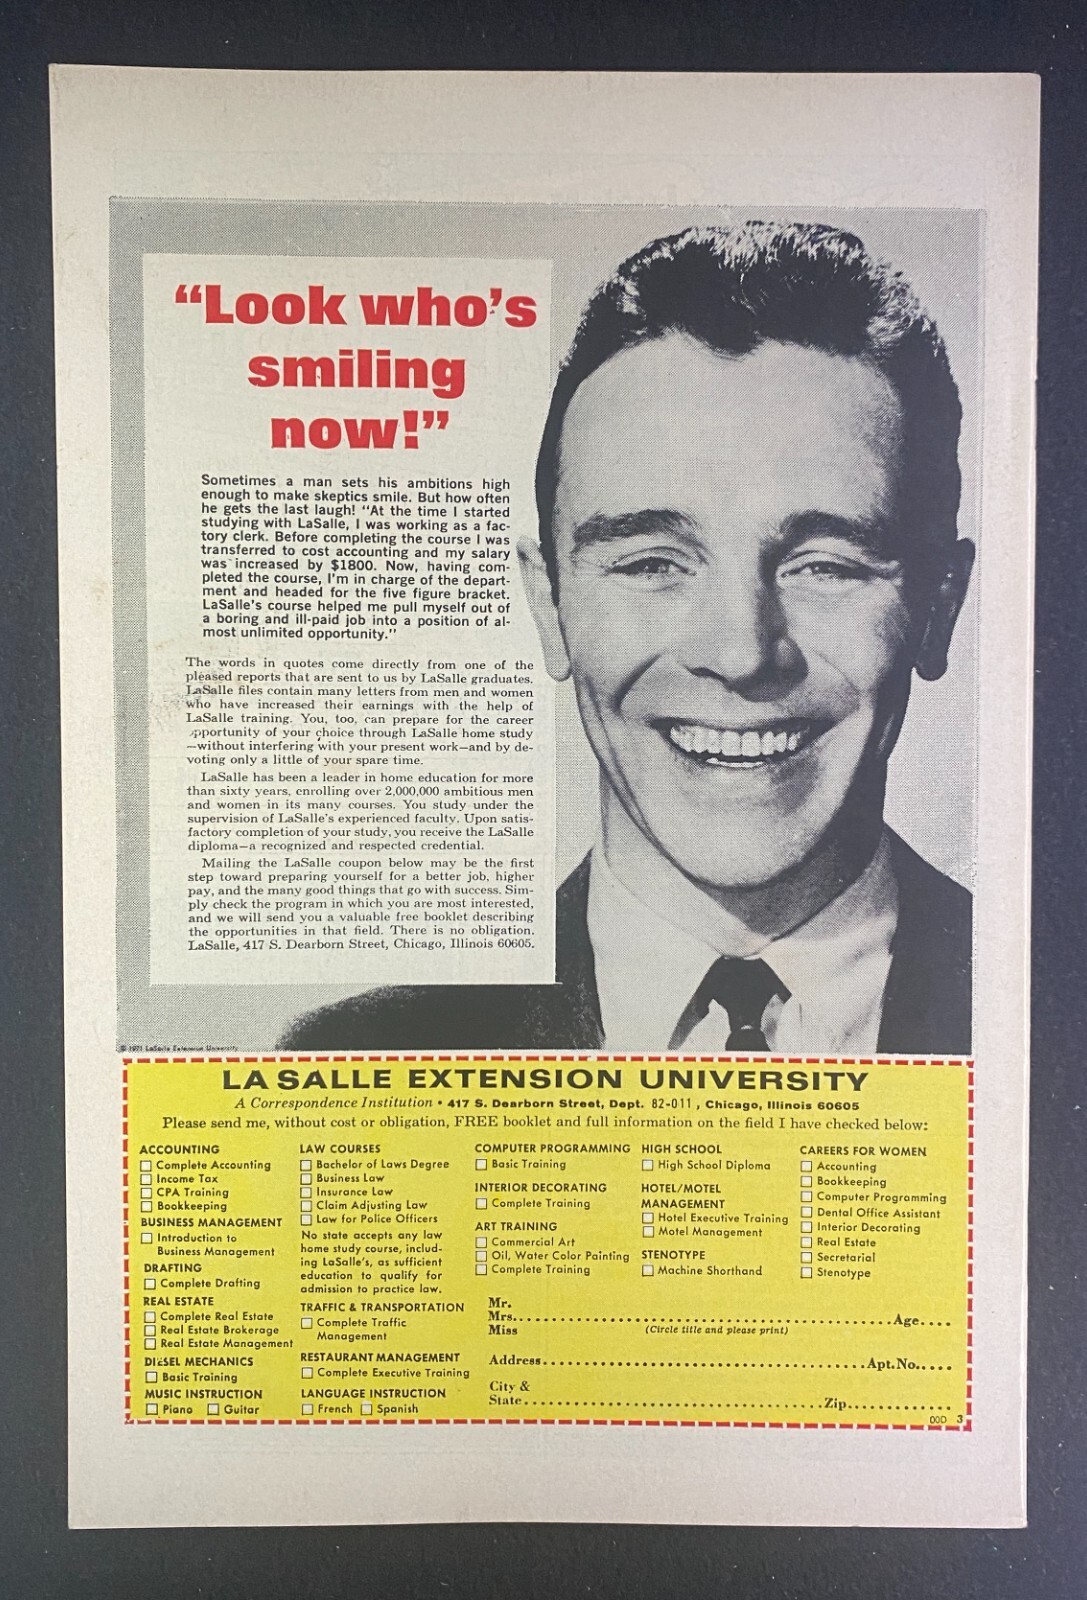 “Look who’s
smiling
now!”
Sometimes a man sets his ambitions high
enough to make skeptics smile. But how often
he gets the last laugh! “At the time I started
studying with LaSalle, I was working as a fac-
tory clerk. Before completing the course I was
transferred to cost accounting and my salary
was increased by $1800. Now, having com-
pleted the course, I’m in charge of the depart-
ment and headed for the five figure bracket.
LaSalle’s course helped me pull myself out of
a boring and ill-paid job into a position of al-
most unlimited opportunity.”
The words in quotes come directly from one of the
pleased reports that are sent to us by LaSalle graduates.
LaSalle files contain many letters from men and women
who have increased their earnings with the help of
LaSalle training. You, too, can prepare for the career
opportunity of your choice through LaSalle home study
—without interfering with your present work—and by de-
voting only a little of your spare time.
LaSalle has been a leader in home education for more
than sixty years, enrolling over 2,000,000 ambitious men
and women in its many courses. You study under the
supervision of LaSalle’s experienced faculty. Upon satis-
factory completion of your study, you receive the LaSalle
diploma—a recognized and respected credential.
Mailing the LaSalle coupon below may be the first
step toward preparing yourself for a better job, higher
pay, and the many good things that go with success. Sim-
ply check the program in which you are most interested,
and we will send you a valuable free booklet describing
the opportunities in that field. There is no obligation.
LaSalle, 417 S. Dearborn Street, Chicago, Illinois 60605.
© 1971 LaSalle Extension University
LA SALLE EXTENSION UNIVERSITY
A Correspondence Institution • 417 S. Dearborn Street, Dept. 82-011, Chicago, Illinois 60605
Please send me, without cost or obligation, FREE booklet and full information on the field I have checked below:
ACCOUNTING
Complete Accounting
Income Tax
CPA Training
Bookkeeping
BUSINESS MANAGEMENT
Introduction to
Business Management
DRAFTING
Complete Drafting
REAL ESTATE
Complete Real Estate
Real Estate Brokerage
Real Estate Management
DIESEL MECHANICS
Basic Training
MUSIC INSTRUCTION
Piano Guitar
LAW COURSES
Bachelor of Laws Degree
Business Law
Insurance Law
Claim Adjusting Law
Law for Police Officers
No state accepts any law
home study course, includ-
ing LaSalle’s, as sufficient
education to qualify for
admission to practice law.
TRAFFIC & TRANSPORTATION
Complete Traffic
Management
RESTAURANT MANAGEMENT
Complete Executive Training
LANGUAGE INSTRUCTION
French Spanish
COMPUTER PROGRAMMING
Basic Training
INTERIOR DECORATING
Complete Training
ART TRAINING
Commercial Art
Oil, Water Color Painting
Complete Training
HIGH SCHOOL
High School Diploma
HOTEL/MOTEL
MANAGEMENT
Hotel Executive Training
Motel Management
STENOTYPE
Machine Shorthand
CAREERS FOR WOMEN
Accounting
Bookkeeping
Computer Programming
Dental Office Assistant
Interior Decorating
Real Estate
Secretarial
Stenotype
Mr.
Mrs. Age
Miss (Circle title and please print)
Address Apt.No.
City &
State Zip
00D 3